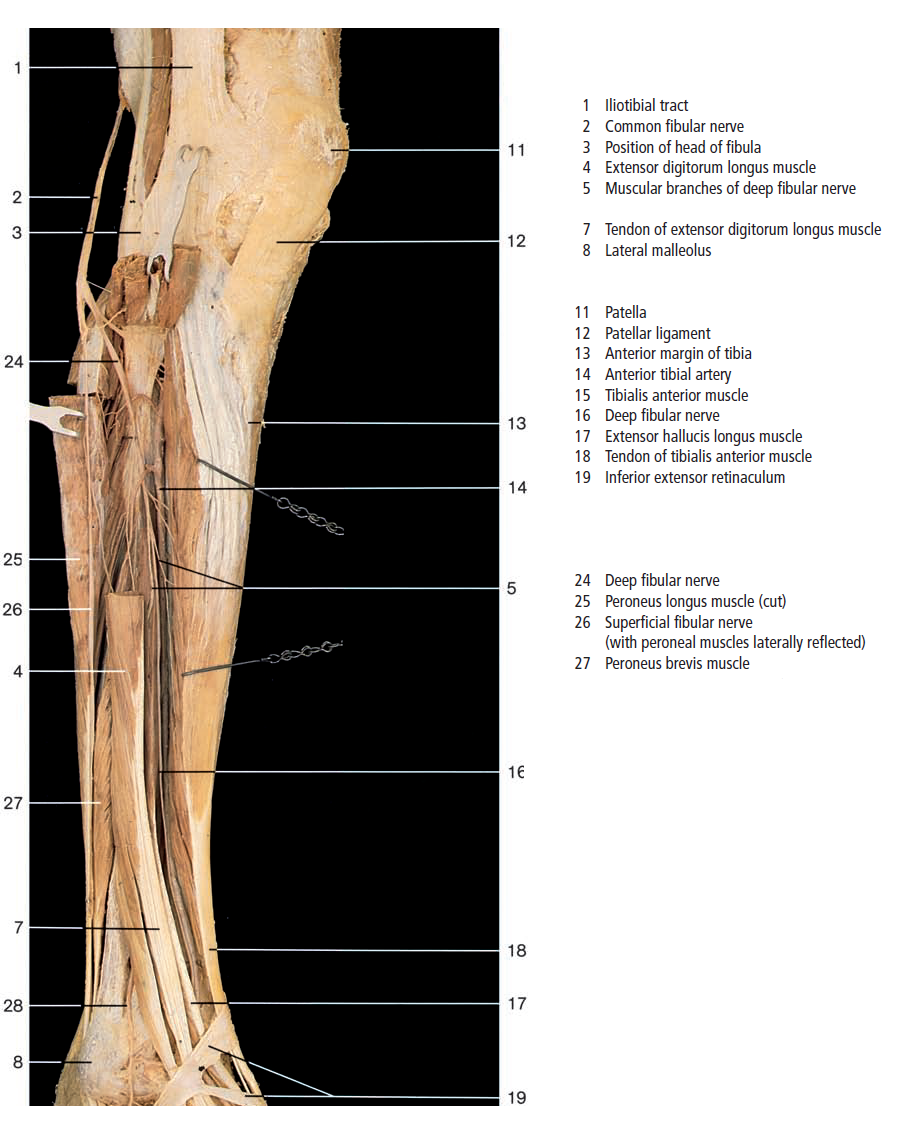 1
2
3
24
25
26
4
27
7
28
8
11
12
13
14
5
16
18
17
19
1 Iliotibial tract
2 Common fibular nerve
3 Position of head of fibula
4 Extensor digitorum longus muscle
5 Muscular branches of deep fibular nerve
7 Tendon of extensor digitorum longus muscle
8 Lateral malleolus
11 Patella
12 Patellar ligament
13 Anterior margin of tibia
14 Anterior tibial artery
15 Tibialis anterior muscle
16 Deep fibular nerve
17 Extensor hallucis longus muscle
18 Tendon of tibialis anterior muscle
19 Inferior extensor retinaculum
24 Deep fibular nerve
25 Peroneus longus muscle (cut)
26 Superficial fibular nerve
(with peroneal muscles laterally reflected)
27 Peroneus brevis muscle